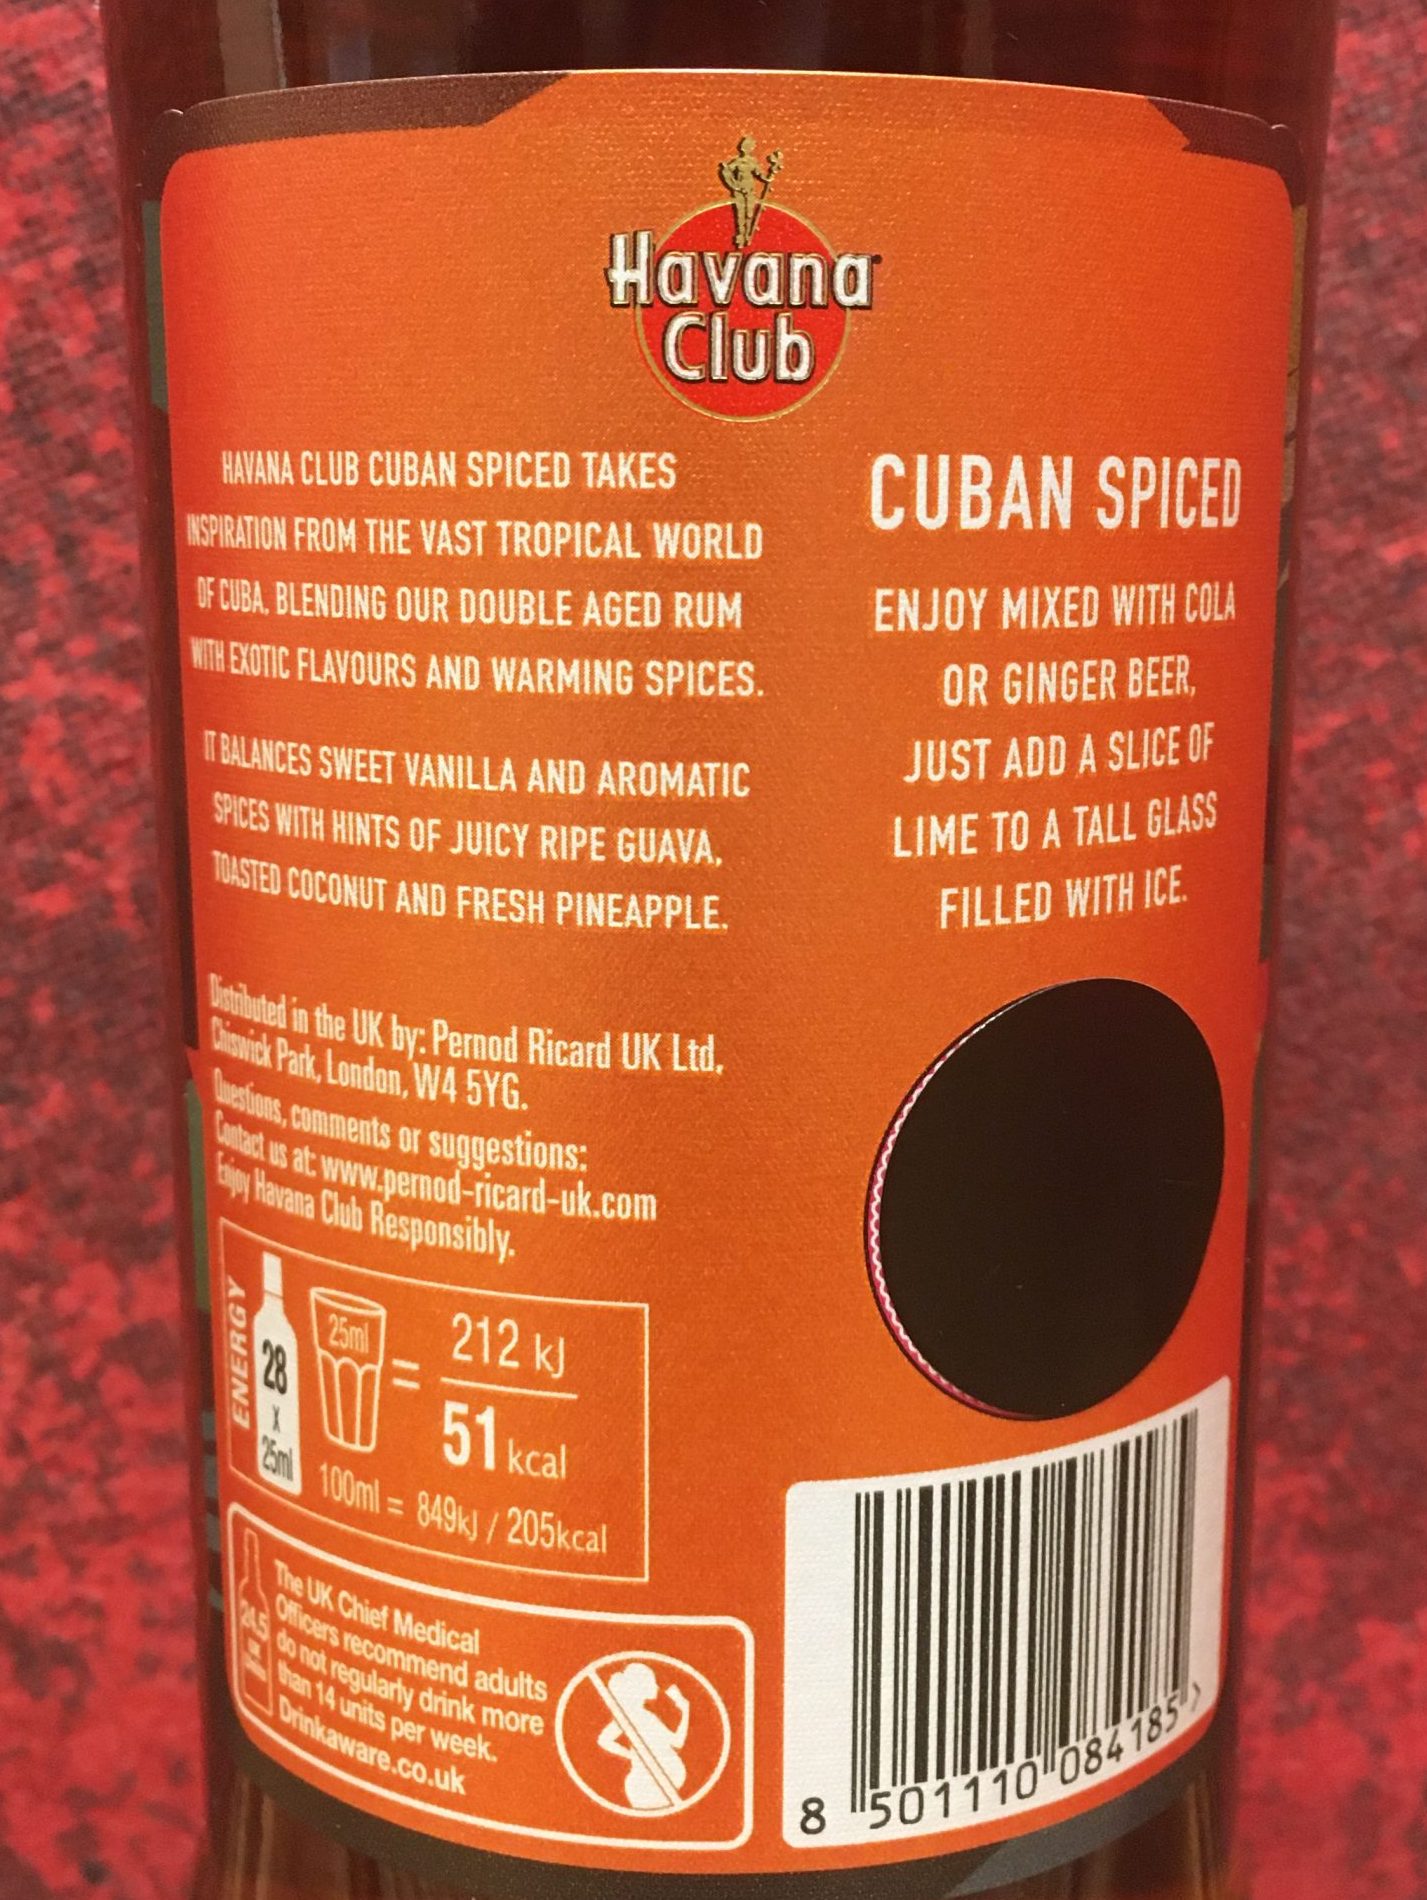 Havana
Club
HAVANA CLUB CUBAN SPICED TAKES
INSPIRATION FROM THE VAST TROPICAL WORLD
OF CUBA, BLENDING OUR DOUBLE AGED RUM
WITH EXOTIC FLAVOURS AND WARMING SPICES.
IT BALANCES SWEET VANILLA AND AROMATIC
SPICES WITH HINTS OF JUICY RIPE GUAVA,
TOASTED COCONUT AND FRESH PINEAPPLE.
CUBAN SPICED
ENJOY MIXED WITH COLA
OR GINGER BEER,
JUST ADD A SLICE OF
LIME TO A TALL GLASS
FILLED WITH ICE.
Distributed in the UK by: Pernod Ricard UK Ltd,
Chiswick Park, London, W4 5YG.
Questions, comments or suggestions:
Contact us at: www.pernod-ricard-uk.com
Enjoy Havana Club Responsibly.
ENERGY
28
x
25ml
25ml
=
212 kJ
51 kcal
100ml = 849kJ / 205kcal
24.5
UK
The UK Chief Medical
Officers recommend adults
do not regularly drink more
than 14 units per week.
Drinkaware.co.uk
8 501110 084185 >